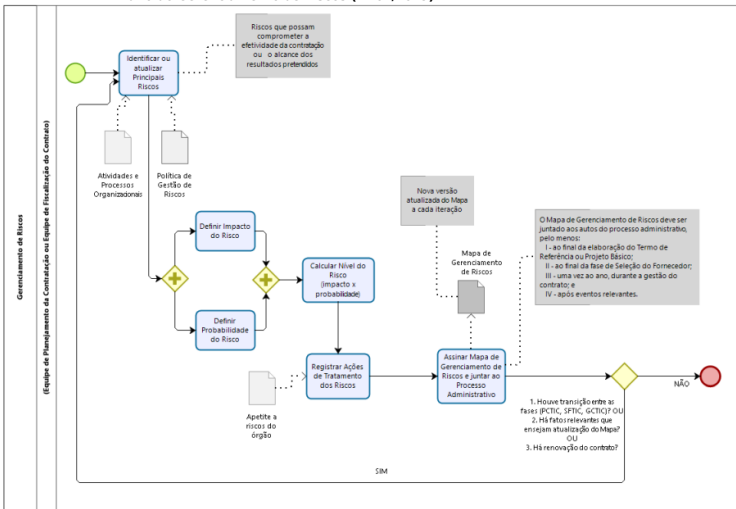 Gerenciamento de Riscos
(Equipe de Planejamento da Contratação ou Equipe de Fiscalização do Contrato)
Identificar ou
atualizar
Principais
Riscos
Riscos que possam
comprometer a
efetividade da contratação
ou o alcance dos
resultados pretendidos
Atividades e
Processos
Organizadonais
Política de
Gestão de
Riscos
Definir Impacto
do Risco
Definir
Probabilidade
do Risco
Calcular Nível do
Risco
(impacto x
probabilidade)
Registrar Ações
de Tratamento
dos Riscos
Apetite a
riscos do
órgão
Nova versão
atualizada do Mapa
a cada iteração
Mapa de
Gerenciamento
de Riscos
Assinar Mapa de
Gerenciamento de
Riscos e juntar ao
Processo
Administrativo
O Mapa de Gerenciamento de Riscos deve ser
juntado aos autos do processo administrativo,
pelo menos:
I - ao final da elaboração do Termo de
Referência ou Projeto Básico;
II - ao final da fase de Seleção do Fornecedor;
III - uma vez ao ano, durante a gestão do
contrato; e
IV - após eventos relevantes.
NÃO
1. Houve transição entre as
fases (PCTIC, SFTIC, GCTIC)? OU
2. Há fatos relevantes que
ensejam atualização do Mapa?
OU
3. Há renovação do contrato?
SIM